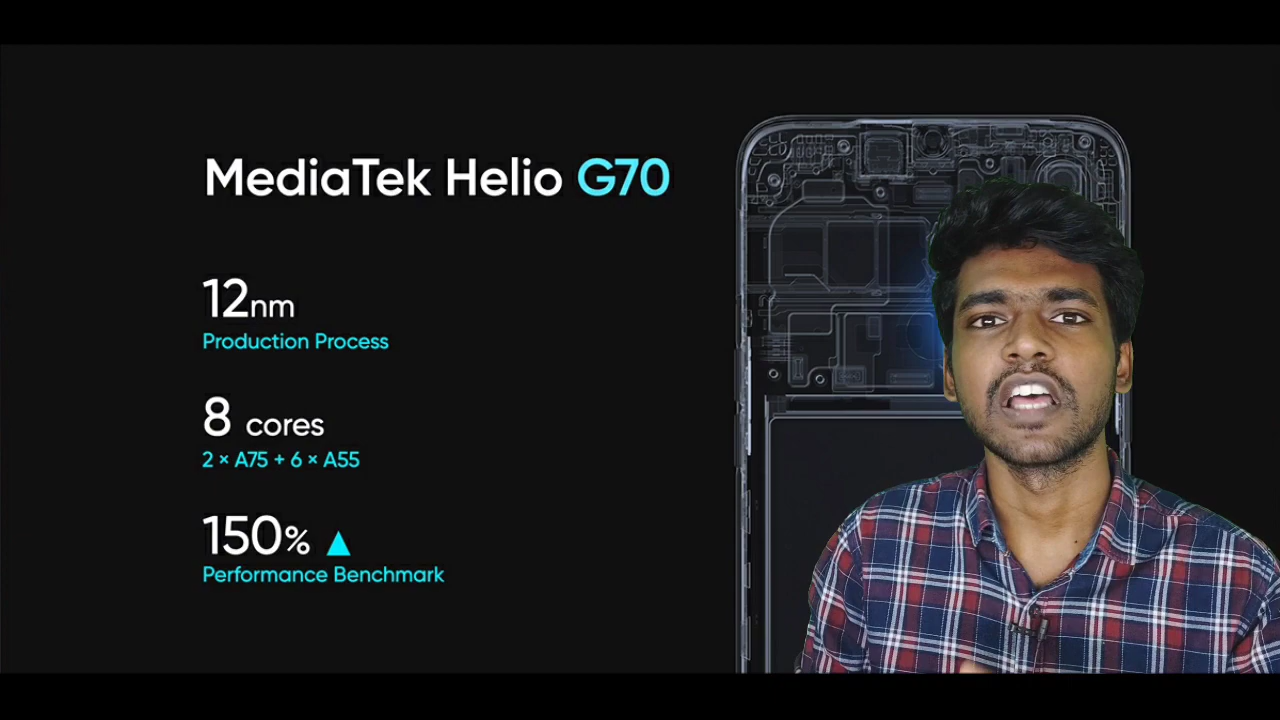 MediaTek Helio G70
12nm
Production Process
8 cores
2 × A75 + 6 × A55
150% ▲
Performance Benchmark